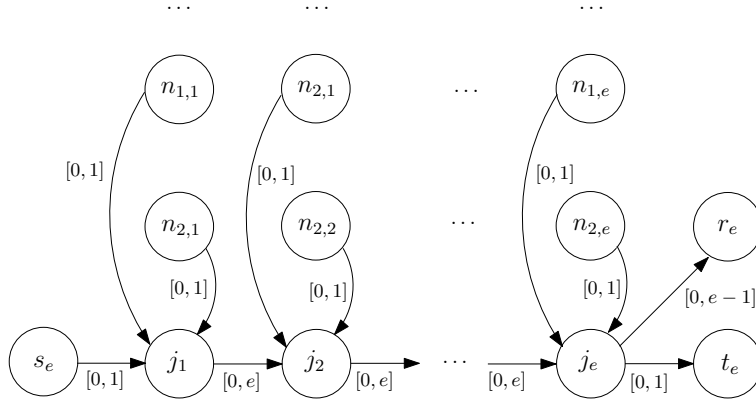 ... ... ...
n_{1,1} n_{2,1} ... n_{1,e}
[0, 1] [0, 1] [0, 1]
n_{2,1} n_{2,2} ... n_{2,e} r_e
[0, 1] [0, 1] [0, 1] [0, e − 1]
s_e j_1 j_2 ... j_e t_e
[0, 1] [0, e] [0, e] [0, e] [0, 1]